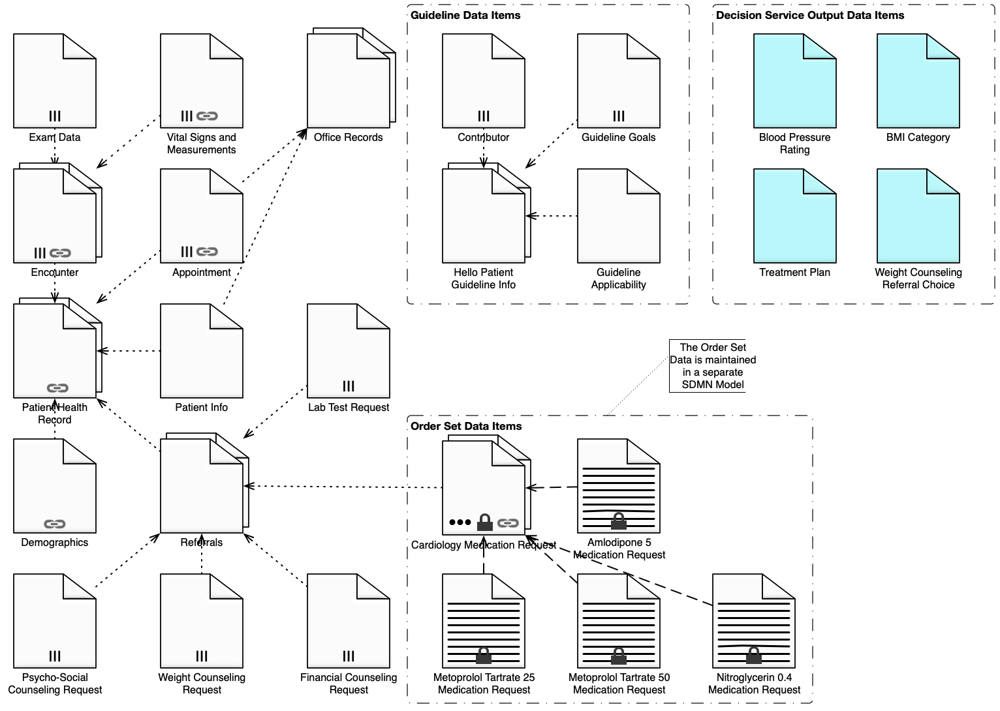 Guideline Data Items
Decision Service Output Data Items
Exam Data
Vital Signs and
Measurements
Office Records
Contributor
Guideline Goals
Blood Pressure
Rating
BMI Category
Encounter
Appointment
Hello Patient
Guideline Info
Guideline
Applicability
Treatment Plan
Weight Counseling
Referral Choice
The Order Set
Data is maintained
in a separate
SDMN Model
Patient Health
Record
Patient Info
Lab Test Request
Order Set Data Items
Demographics
Referrals
Cardiology Medication Request
Amlodipone 5
Medication Request
Psycho-Social
Counseling Request
Weight Counseling
Request
Financial Counseling
Request
Metoprolol Tartrate 25
Medication Request
Metoprolol Tartrate 50
Medication Request
Nitroglycerin 0.4
Medication Request